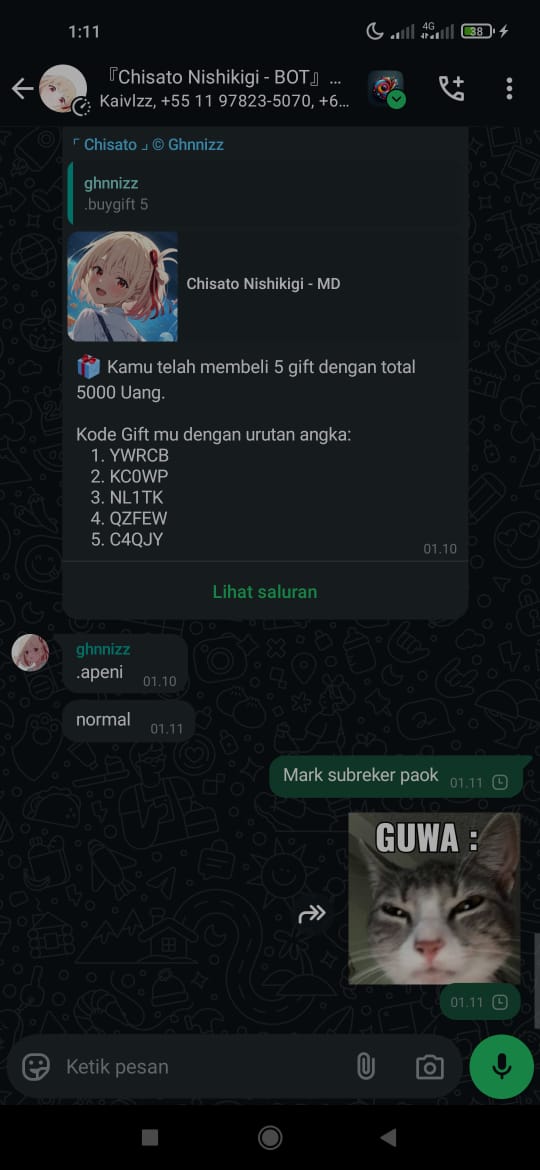 1:11
4G
38
『Chisato Nishikigi - BOT』 ...
Kaivlzz, +55 11 97823-5070, +6...
「 Chisato 」 © Ghnnizz
ghnnizz
.buygift 5
Chisato Nishikigi - MD
🎁 Kamu telah membeli 5 gift dengan total
5000 Uang.
Kode Gift mu dengan urutan angka:
1. YWRCB
2. KC0WP
3. NL1TK
4. QZFEW
5. C4QJY
01.10
Lihat saluran
ghnnizz
.apeni
01.10
normal
01.11
Mark subreker paok
01.11
GUWA :
01.11
Ketik pesan